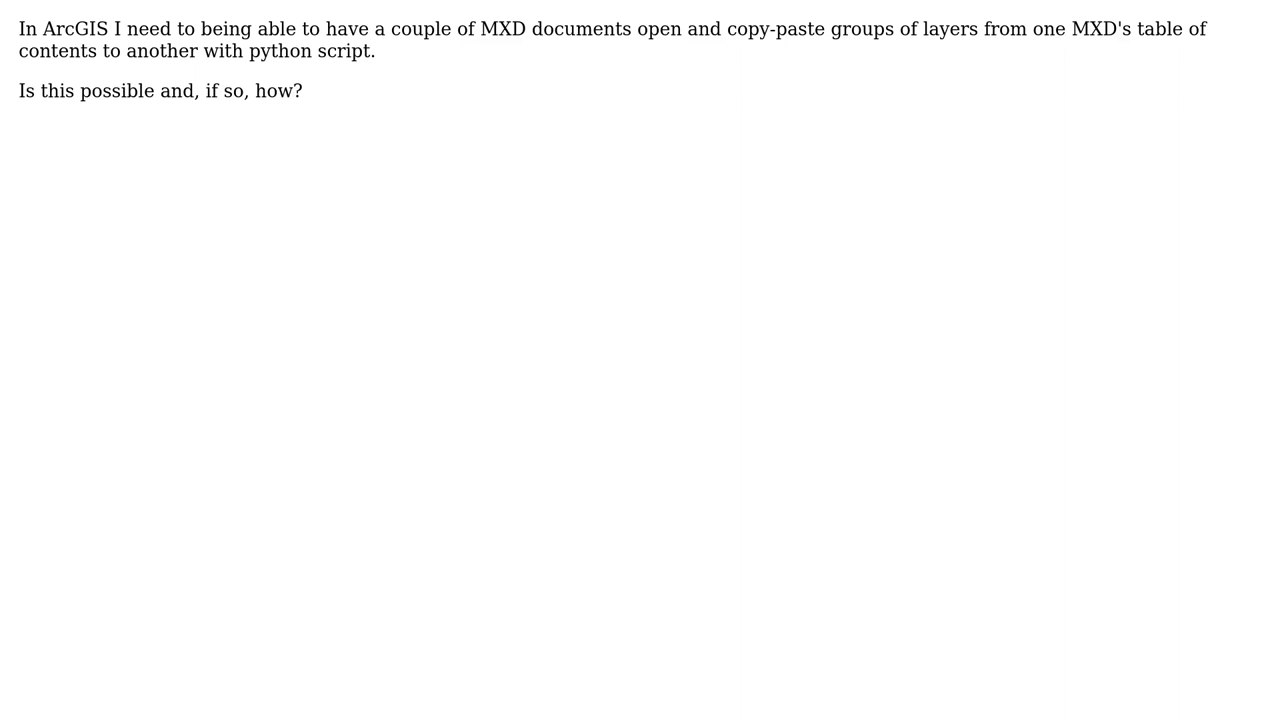 In ArcGIS I need to being able to have a couple of MXD documents open and copy-paste groups of layers from one MXD's table of
contents to another with python script.
Is this possible and, if so, how?